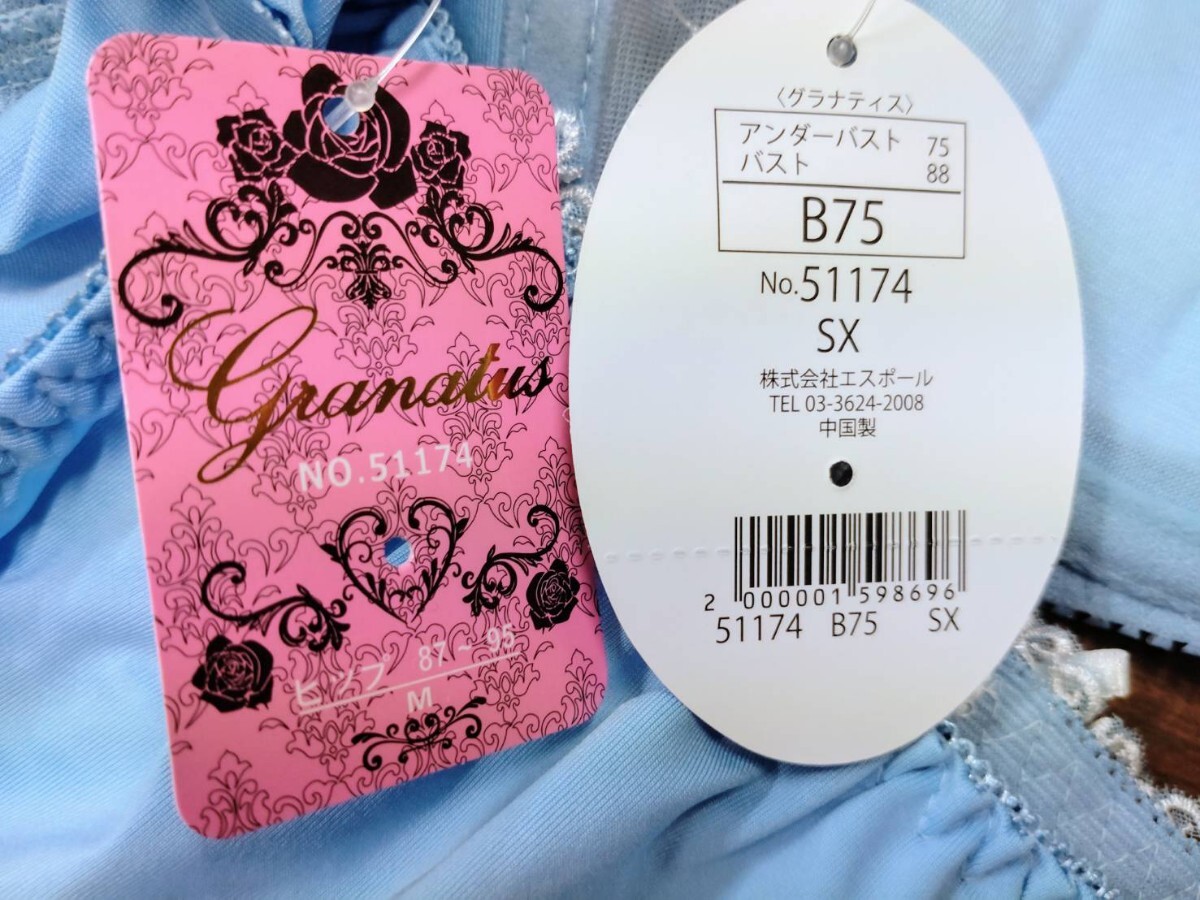 Granatus
NO.51174
ヒップ 87~95
M
〈グラナティス〉
アンダーバスト 75
バスト 88
B75
No.51174
SX
株式会社エスポール
TEL 03-3624-2008
中国製
2 000001 598696
51174 B75 SX